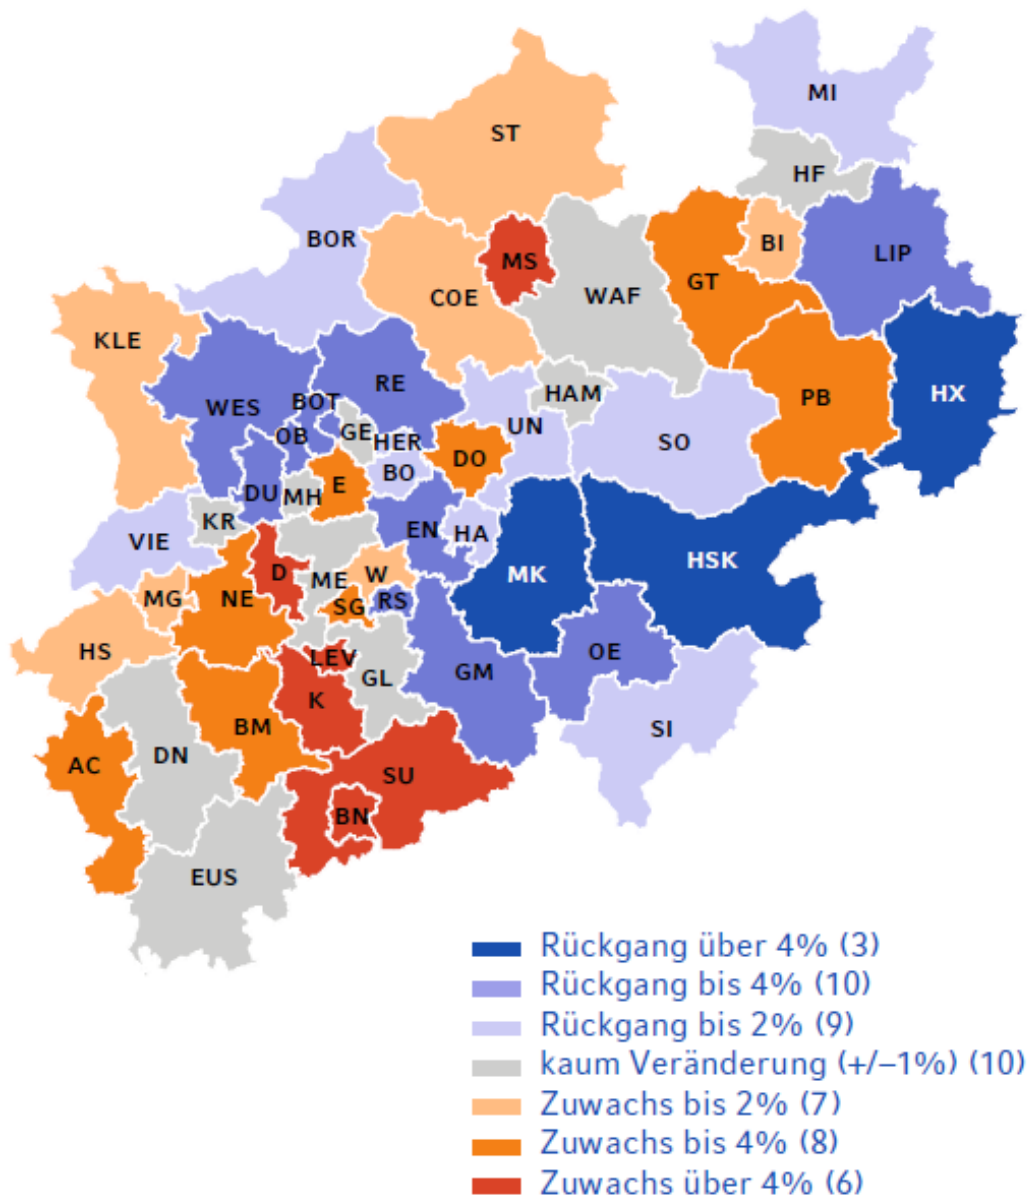 MI
ST
HF
BOR
BI
LIP
MS
GT
COE
WAF
KLE
RE
HAM
PB
HX
WES
BOT
UN
GE
OB
HER
SO
DO
BO
E
DU
MH
KR
EN
HA
VIE
HSK
D
ME
W
MK
MG
NE
SG
RS
HS
LEV
OE
GL
GM
K
BM
SI
DN
AC
SU
BN
EUS
Rückgang über 4% (3)
Rückgang bis 4% (10)
Rückgang bis 2% (9)
kaum Veränderung (+/–1%) (10)
Zuwachs bis 2% (7)
Zuwachs bis 4% (8)
Zuwachs über 4% (6)